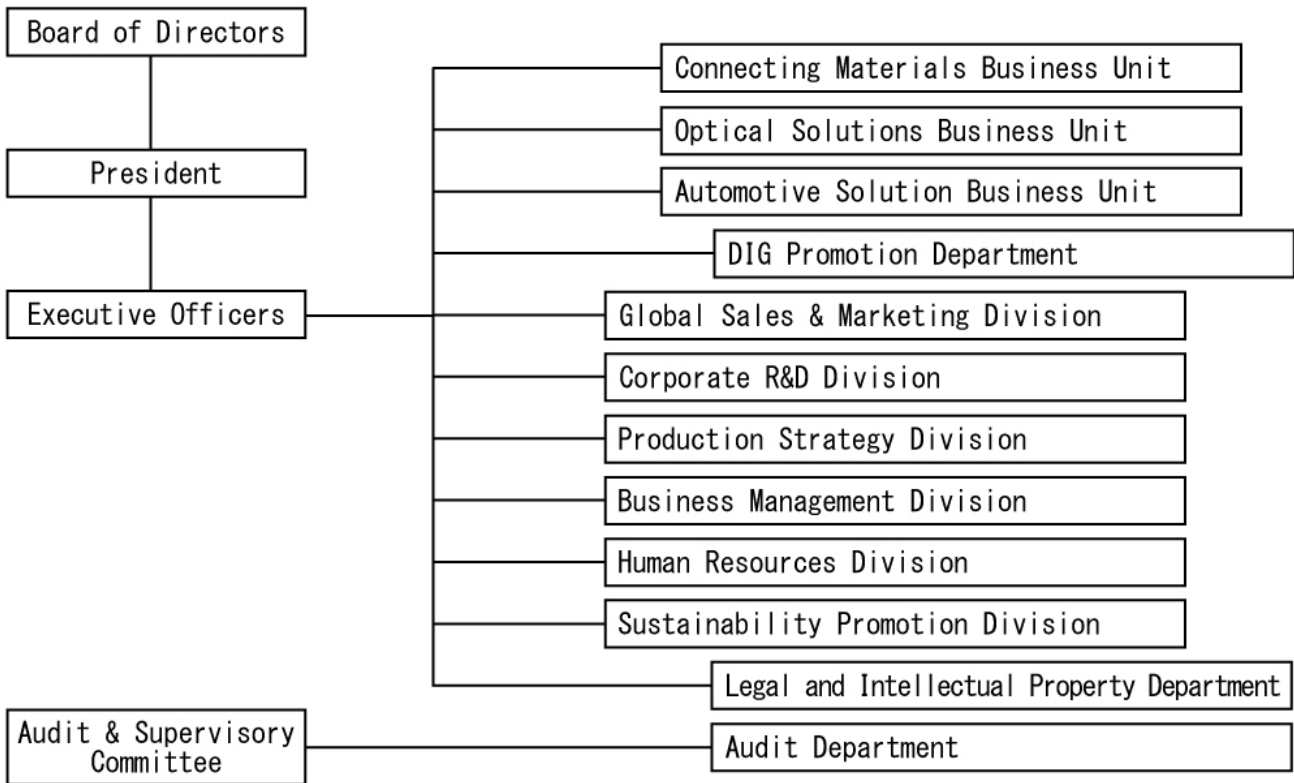 Board of Directors
President
Executive Officers
Connecting Materials Business Unit
Optical Solutions Business Unit
Automotive Solution Business Unit
DIG Promotion Department
Global Sales & Marketing Division
Corporate R&D Division
Production Strategy Division
Business Management Division
Human Resources Division
Sustainability Promotion Division
Legal and Intellectual Property Department
Audit & Supervisory
Committee
Audit Department